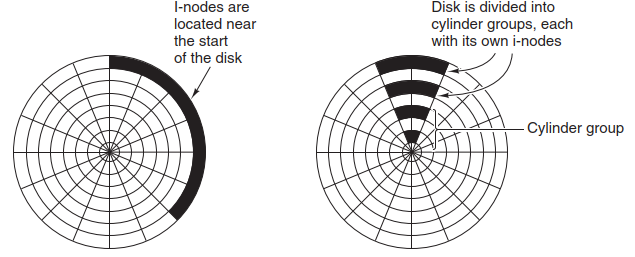 I-nodes are
located near
the start
of the disk
Disk is divided into
cylinder groups, each
with its own i-nodes
Cylinder group